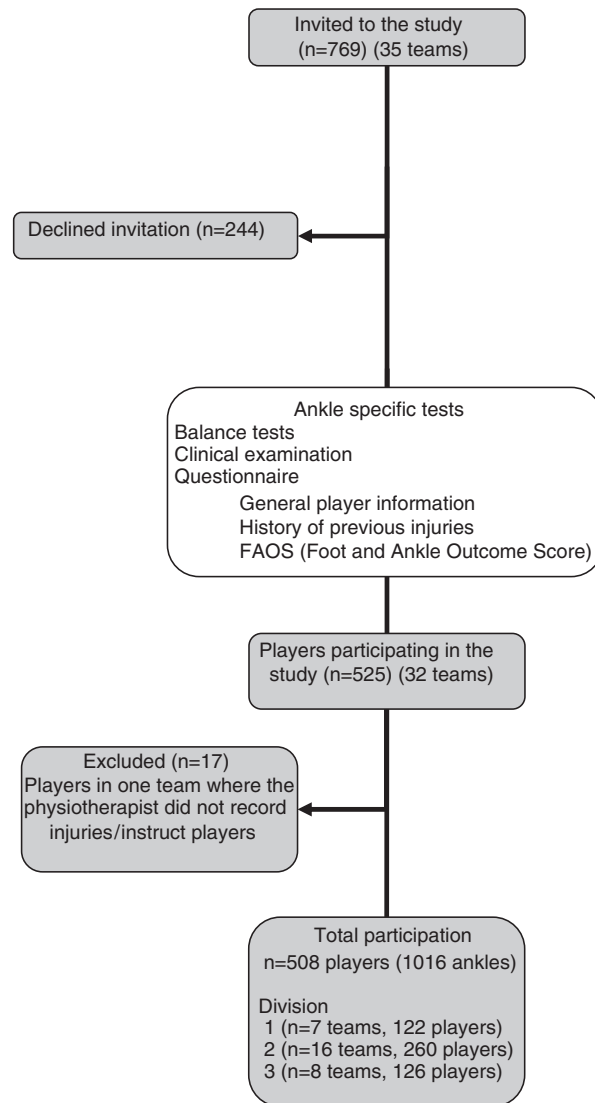 Invited to the study
(n=769) (35 teams)
Declined invitation (n=244)
Ankle specific tests
Balance tests
Clinical examination
Questionnaire
General player information
History of previous injuries
FAOS (Foot and Ankle Outcome Score)
Players participating in the
study (n=525) (32 teams)
Excluded (n=17)
Players in one team where the
physiotherapist did not record
injuries/instruct players
Total participation
n=508 players (1016 ankles)
Division
1 (n=7 teams, 122 players)
2 (n=16 teams, 260 players)
3 (n=8 teams, 126 players)